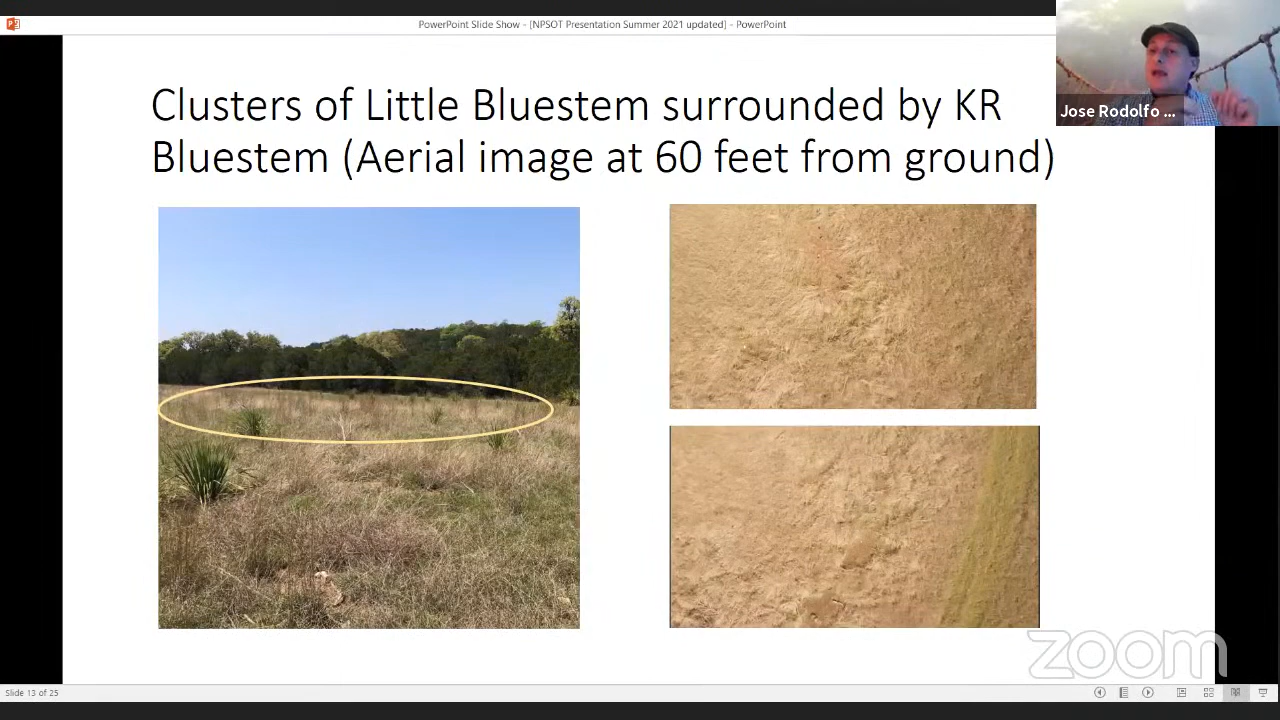 PowerPoint Slide Show - [NPSOT Presentation Summer 2021 updated] - PowerPoint
Clusters of Little Bluestem surrounded by KR
Bluestem (Aerial image at 60 feet from ground)
Jose Rodolfo ...
zoom
Slide 13 of 25